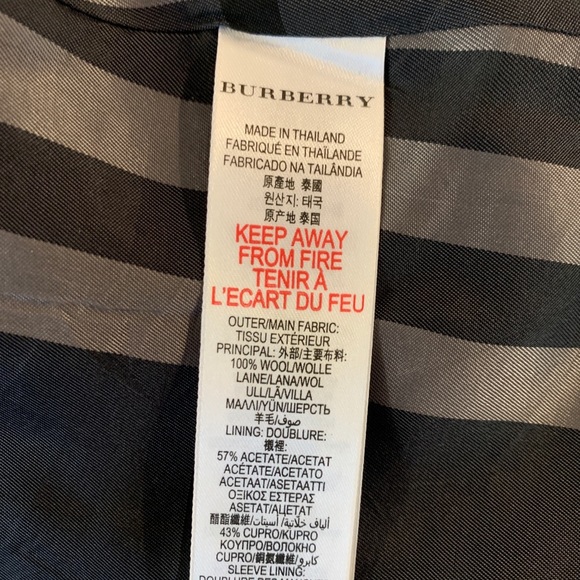 BURBERRY
MADE IN THAILAND
FABRIQUÉ EN THAÏLANDE
FABRICADO NA TAILÂNDIA
原產地 泰國
원산지: 태국
原产地 泰国
KEEP AWAY
FROM FIRE
TENIR À
L'ECART DU FEU
OUTER/MAIN FABRIC:
TISSU EXTÉRIEUR
PRINCIPAL: 外部/主要布料:
100% WOOL/WOLLE
LAINE/LANA/WOL
ULL/LÃ/VILLA
ΜΑΛΛΙ/YÜN/ШЕРСТЬ
羊毛/صوف
LINING: DOUBLURE:
襯裡:
57% ACETATE/ACETAT
ACÉTATE/ACETATO
ACETAAT/ASETAATTI
ΟΞΙΚΟΣ ΕΣΤΕΡΑΣ
ASETAT/АЦЕТАТ
醋酯纖維/أسيتات/ألياف خلاتية
43% CUPRO/KUPRO
ΚΟΥΠΡΟ/ВОЛОКНО
CUPRO/銅氨纖維/كابرو
SLEEVE LINING: